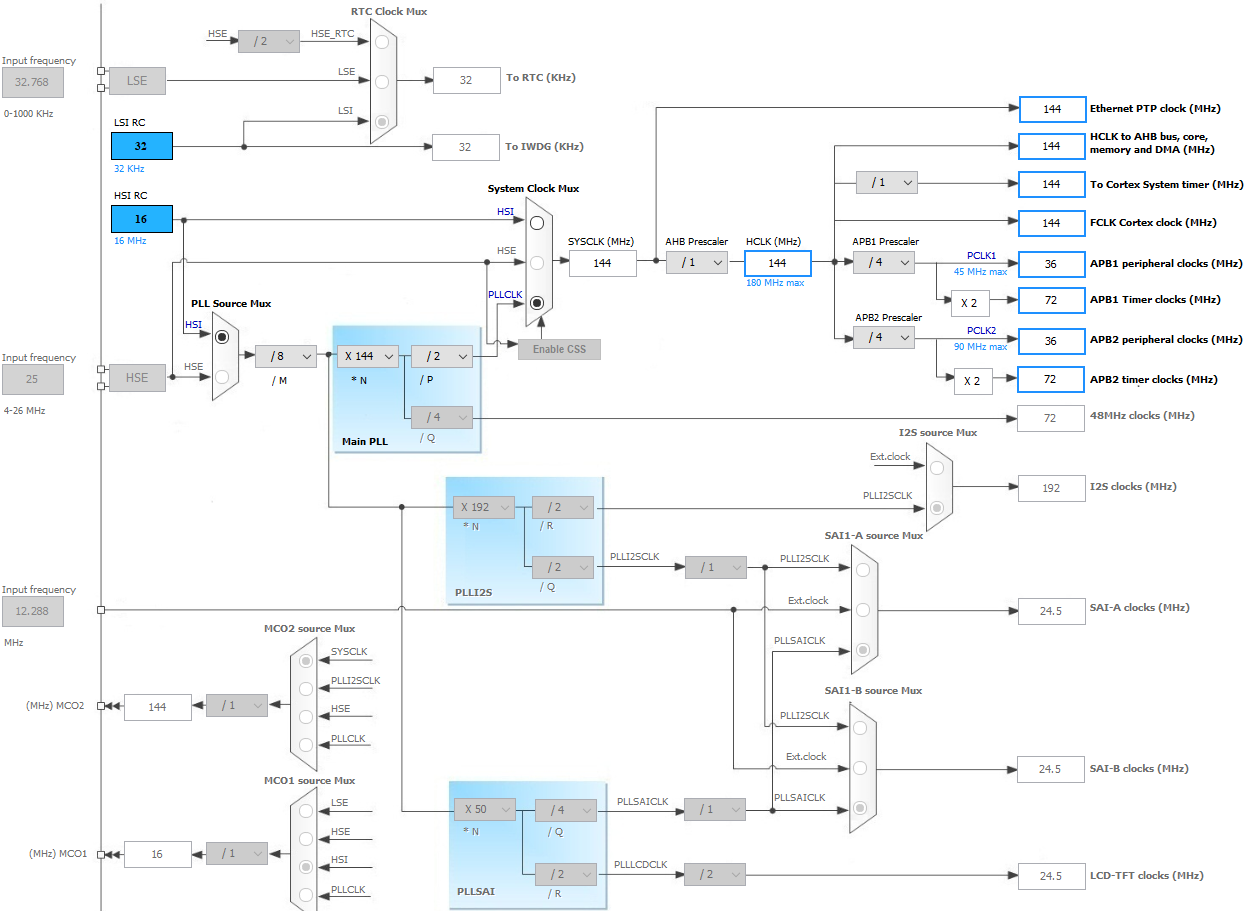 RTC Clock Mux
HSE
/ 2
HSE_RTC
Input frequency
32.768
0-1000 KHz
LSE
LSE
32
To RTC (KHz)
LSI
LSI RC
32
32 KHz
32
To IWDG (KHz)
HSI RC
16
16 MHz
System Clock Mux
HSI
HSE
PLLCLK
SYSCLK (MHz)
144
AHB Prescaler
/ 1
HCLK (MHz)
144
180 MHz max
144
Ethernet PTP clock (MHz)
144
HCLK to AHB bus, core,
memory and DMA (MHz)
/ 1
144
To Cortex System timer (MHz)
144
FCLK Cortex clock (MHz)
APB1 Prescaler
/ 4
PCLK1
45 MHz max
36
APB1 peripheral clocks (MHz)
X 2
72
APB1 Timer clocks (MHz)
APB2 Prescaler
/ 4
PCLK2
90 MHz max
36
APB2 peripheral clocks (MHz)
X 2
72
APB2 timer clocks (MHz)
PLL Source Mux
HSI
HSE
Input frequency
25
4-26 MHz
HSE
/ 8
/ M
X 144
* N
/ 2
/ P
/ 4
/ Q
Main PLL
Enable CSS
72
48MHz clocks (MHz)
I2S source Mux
Ext.clock
PLLI2SCLK
192
I2S clocks (MHz)
X 192
* N
/ 2
/ R
/ 2
/ Q
PLLI2S
PLLI2SCLK
/ 1
SAI1-A source Mux
PLLI2SCLK
Ext.clock
PLLSAICLK
24.5
SAI-A clocks (MHz)
Input frequency
12.288
MHz
MCO2 source Mux
SYSCLK
PLLI2SCLK
HSE
PLLCLK
(MHz) MCO2
144
/ 1
SAI1-B source Mux
PLLI2SCLK
Ext.clock
PLLSAICLK
24.5
SAI-B clocks (MHz)
MCO1 source Mux
LSE
HSE
HSI
PLLCLK
(MHz) MCO1
16
/ 1
X 50
* N
/ 4
/ Q
/ 2
/ R
PLLSAI
PLLSAICLK
/ 1
PLLLCDCLK
/ 2
24.5
LCD-TFT clocks (MHz)